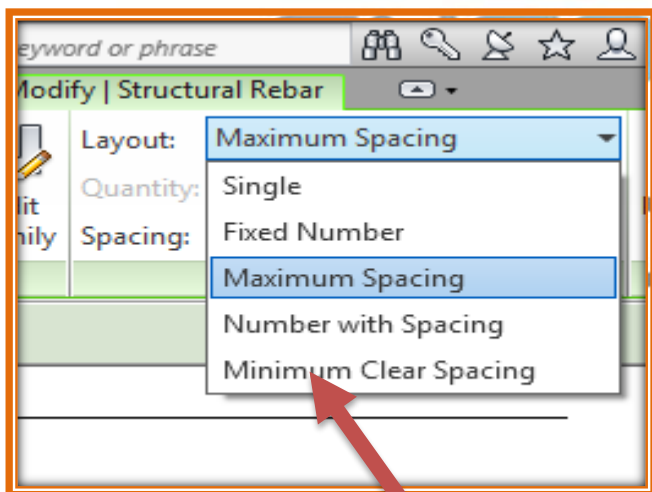 eyword or phrase
Modify | Structural Rebar
Layout: Maximum Spacing
Quantity: Single
Spacing: Fixed Number
Maximum Spacing
Number with Spacing
Minimum Clear Spacing